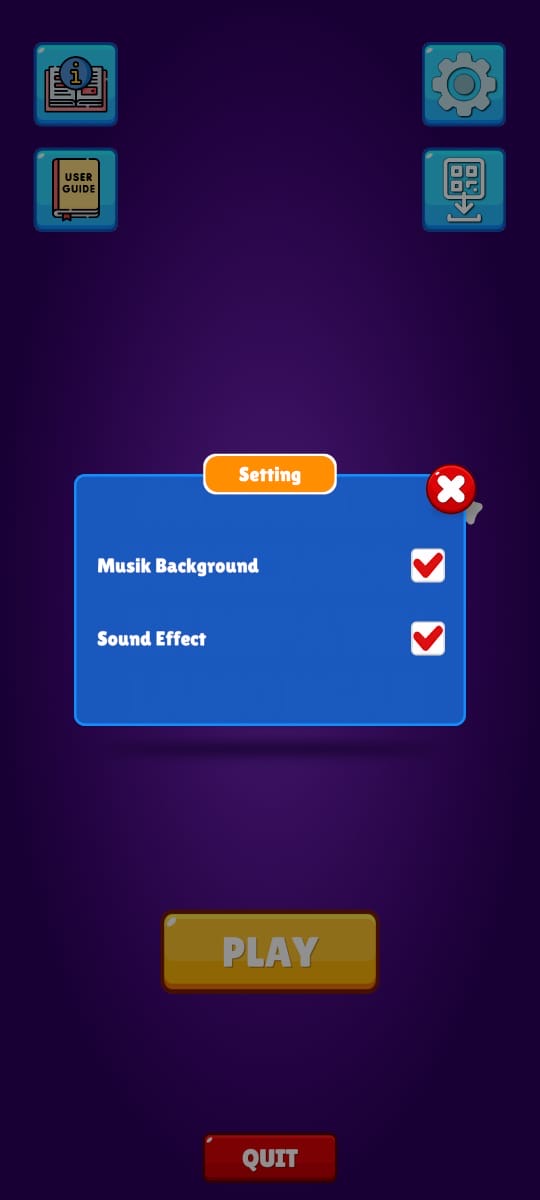 i
USER
GUIDE
Setting
Musik Background
Sound Effect
PLAY
QUIT